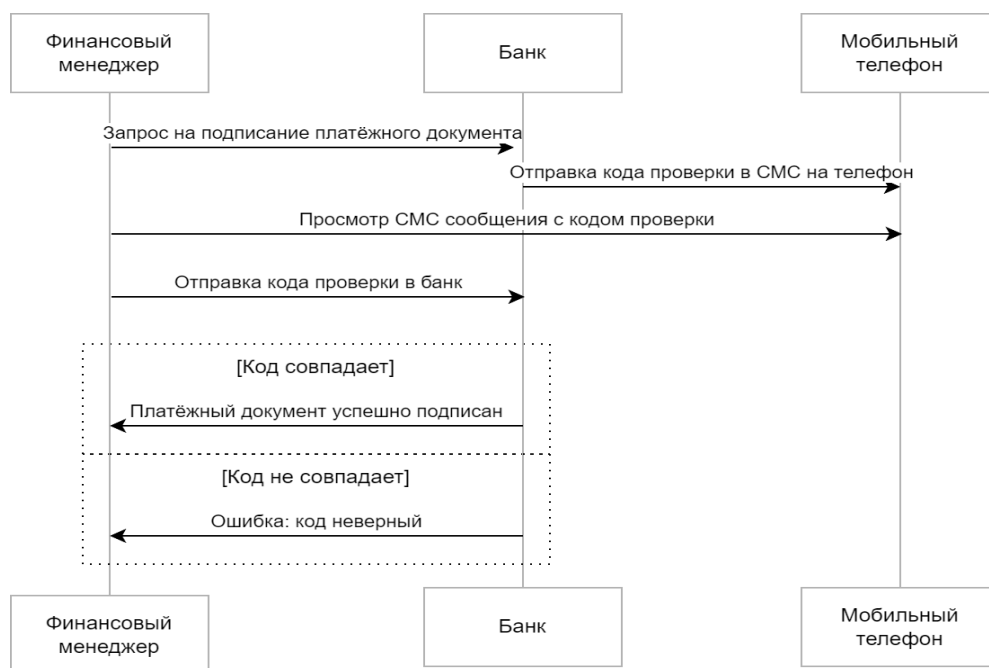 Финансовый
менеджер
Банк
Мобильный
телефон
Запрос на подписание платёжного документа
Отправка кода проверки в СМС на телефон
Просмотр СМС сообщения с кодом проверки
Отправка кода проверки в банк
[Код совпадает]
Платёжный документ успешно подписан
[Код не совпадает]
Ошибка: код неверный
Финансовый
менеджер
Банк
Мобильный
телефон